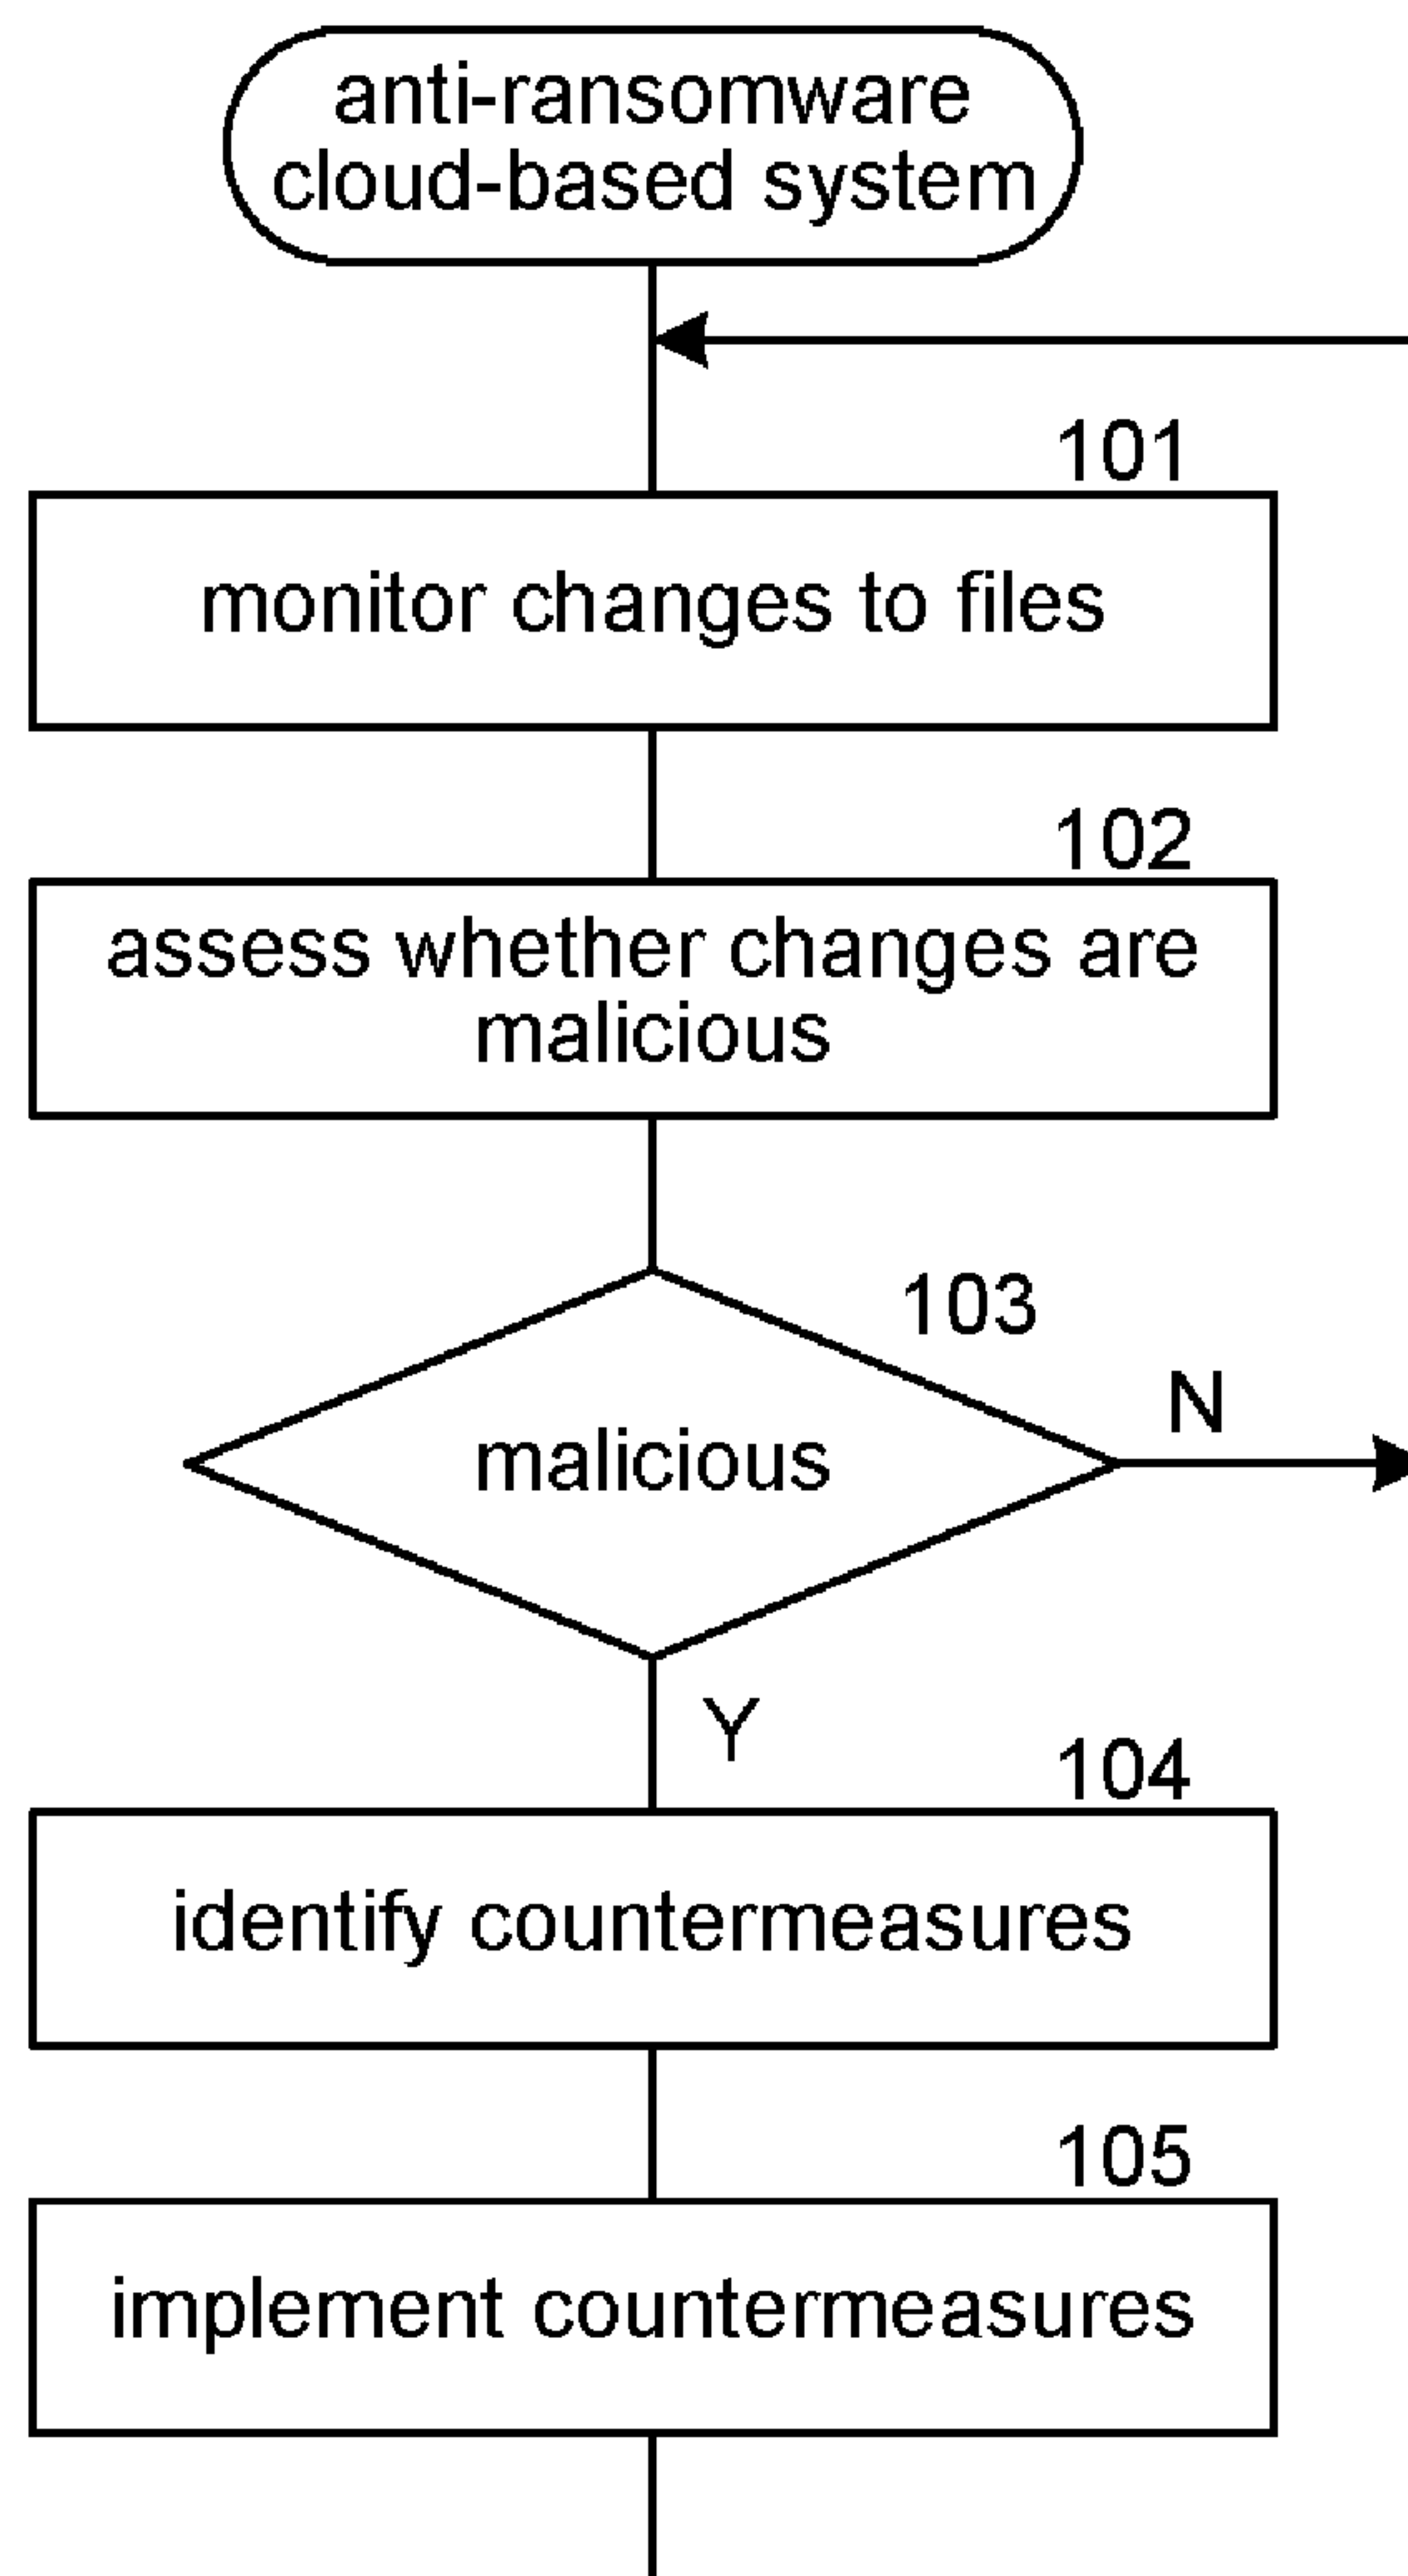 anti-ransomware
cloud-based system
101
monitor changes to files
102
assess whether changes are
malicious
103
malicious
N
Y
104
identify countermeasures
105
implement countermeasures